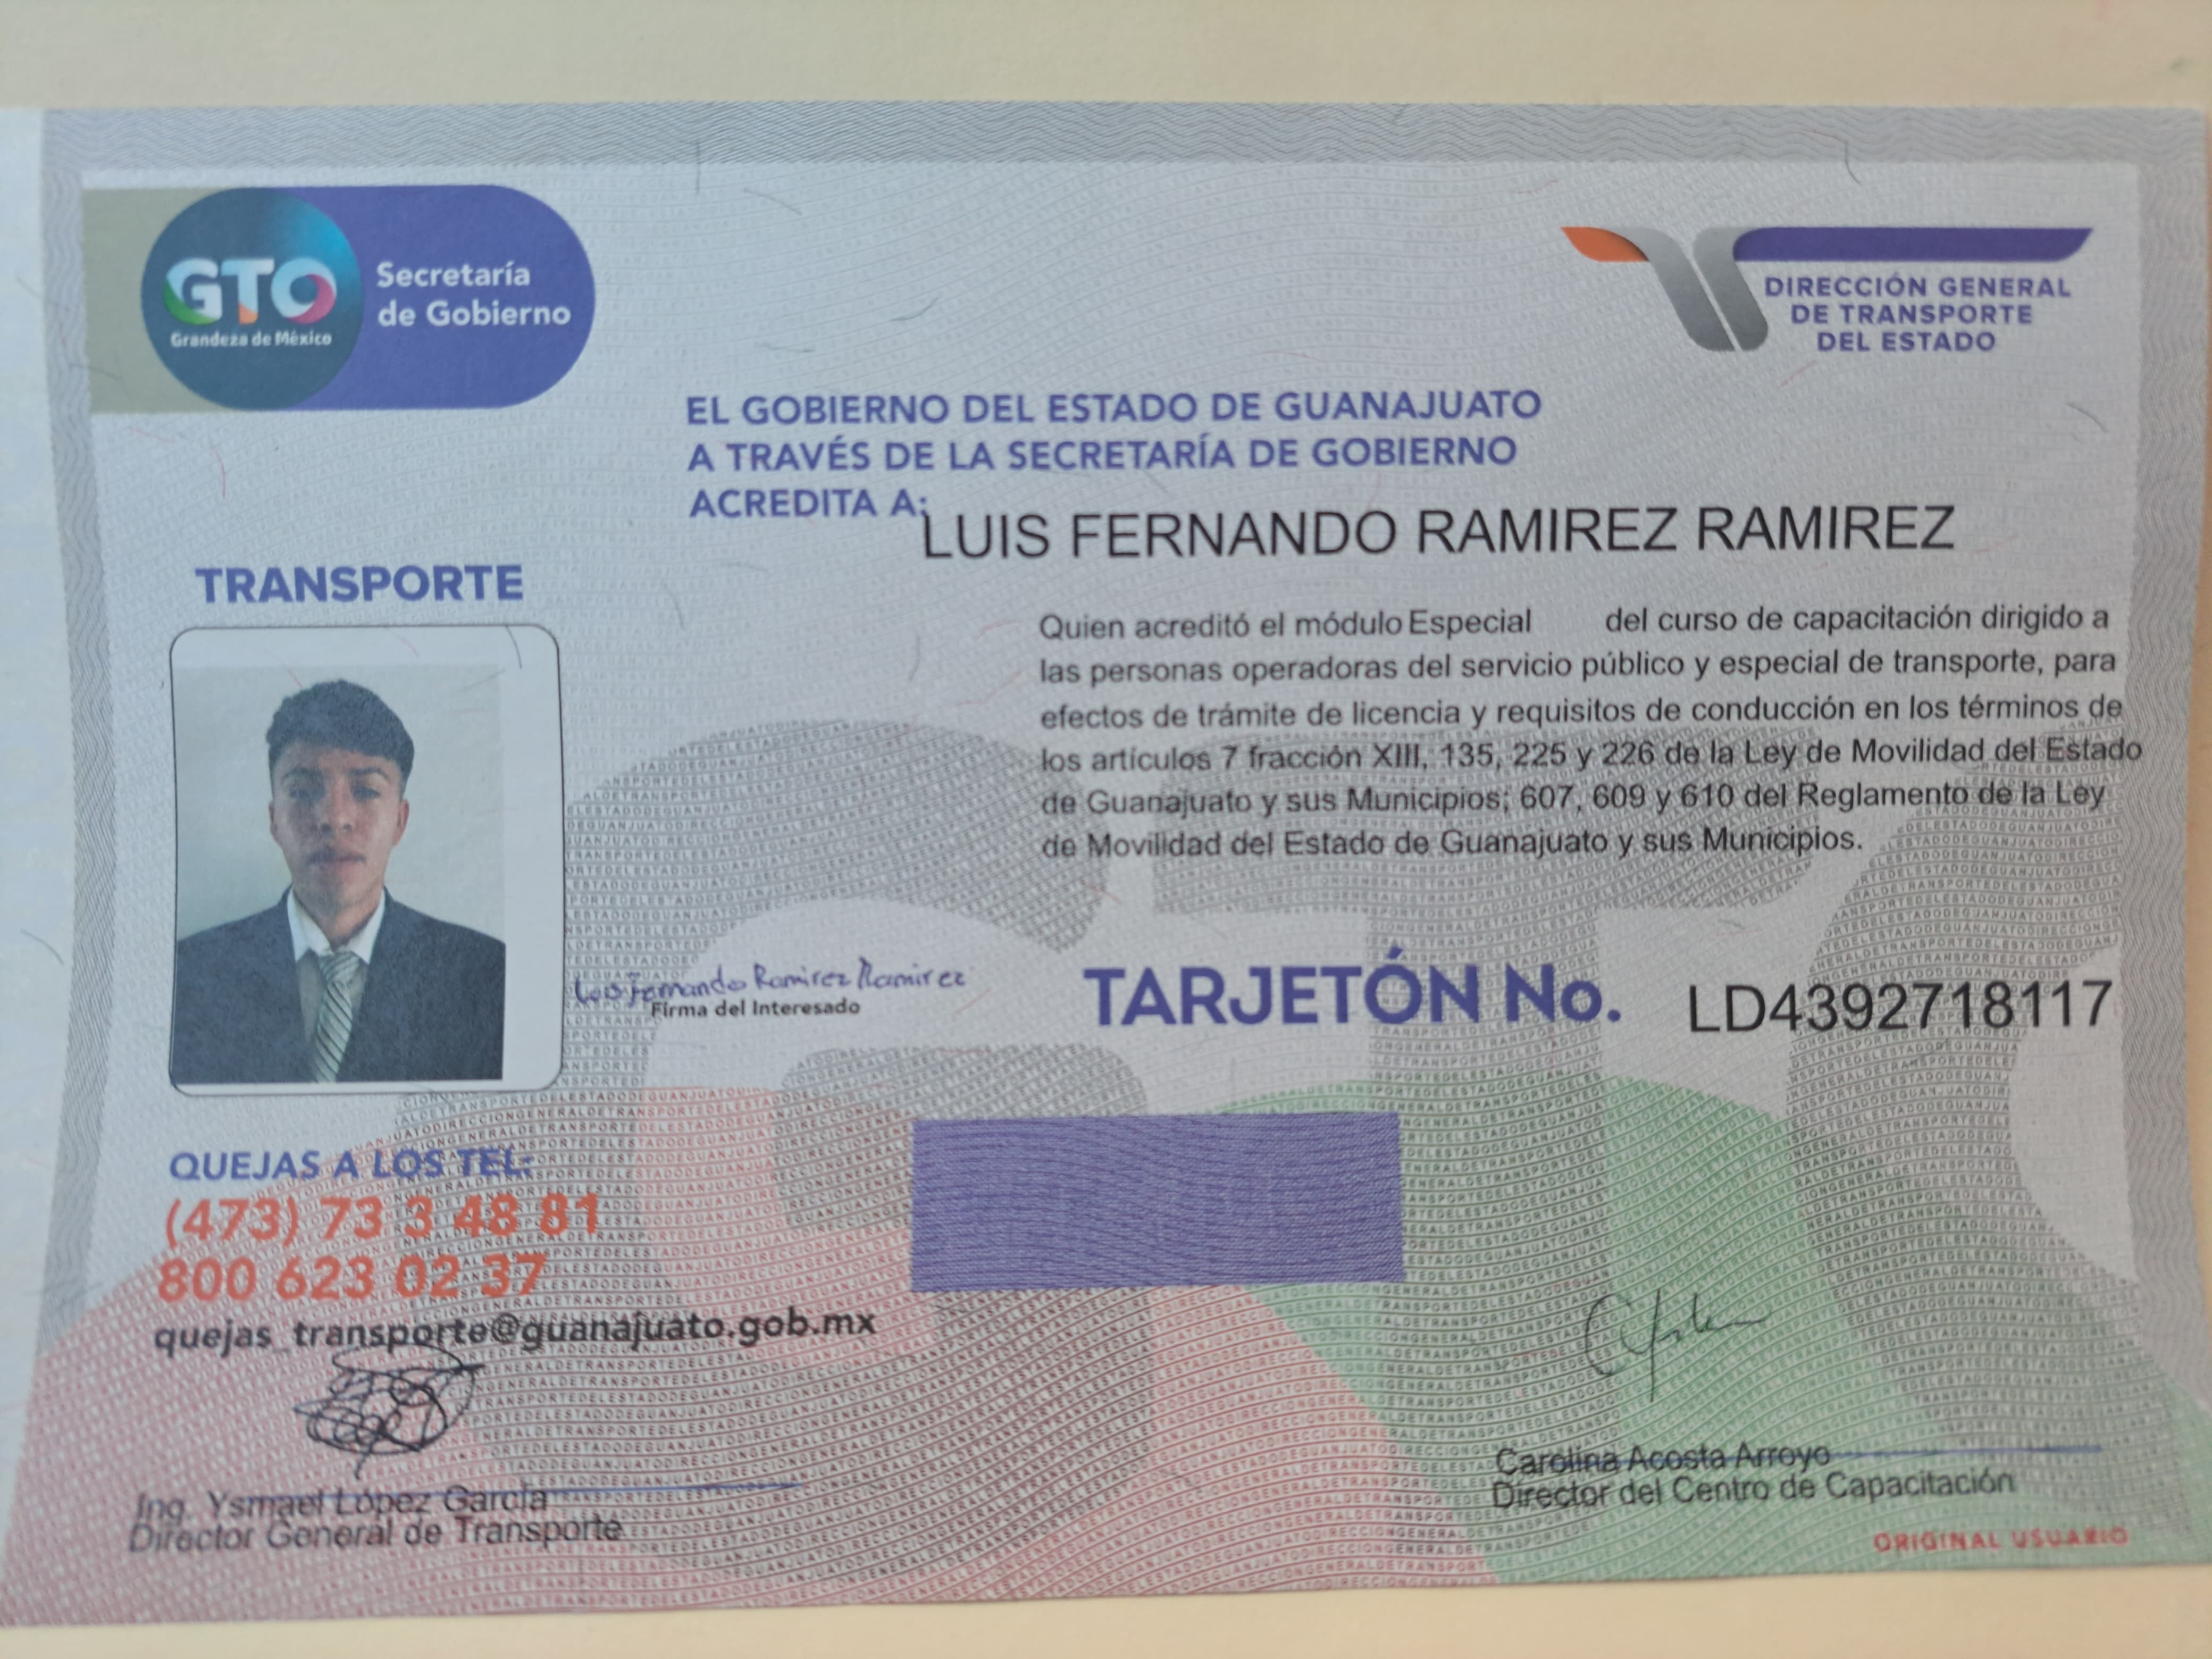 GTO
Grandeza de México
Secretaría
de Gobierno
DIRECCIÓN GENERAL
DE TRANSPORTE
DEL ESTADO
EL GOBIERNO DEL ESTADO DE GUANAJUATO
A TRAVÉS DE LA SECRETARÍA DE GOBIERNO
ACREDITA A:
LUIS FERNANDO RAMIREZ RAMIREZ
TRANSPORTE
Quien acreditó el módulo Especial del curso de capacitación dirigido a
las personas operadoras del servicio público y especial de transporte, para
efectos de trámite de licencia y requisitos de conducción en los términos de
los artículos 7 fracción XIII, 135, 225 y 226 de la Ley de Movilidad del Estado
de Guanajuato y sus Municipios; 607, 609 y 610 del Reglamento de la Ley
de Movilidad del Estado de Guanajuato y sus Municipios.
Luis Fernando Ramirez Ramirez
Firma del Interesado
TARJETÓN No. LD4392718117
QUEJAS A LOS TEL:
(473) 73 3 48 81
800 623 02 37
quejas_transporte@guanajuato.gob.mx
Ing. Ysmael López García
Director General de Transporte
Carolina Acosta Arroyo
Director del Centro de Capacitación
ORIGINAL USUARIO